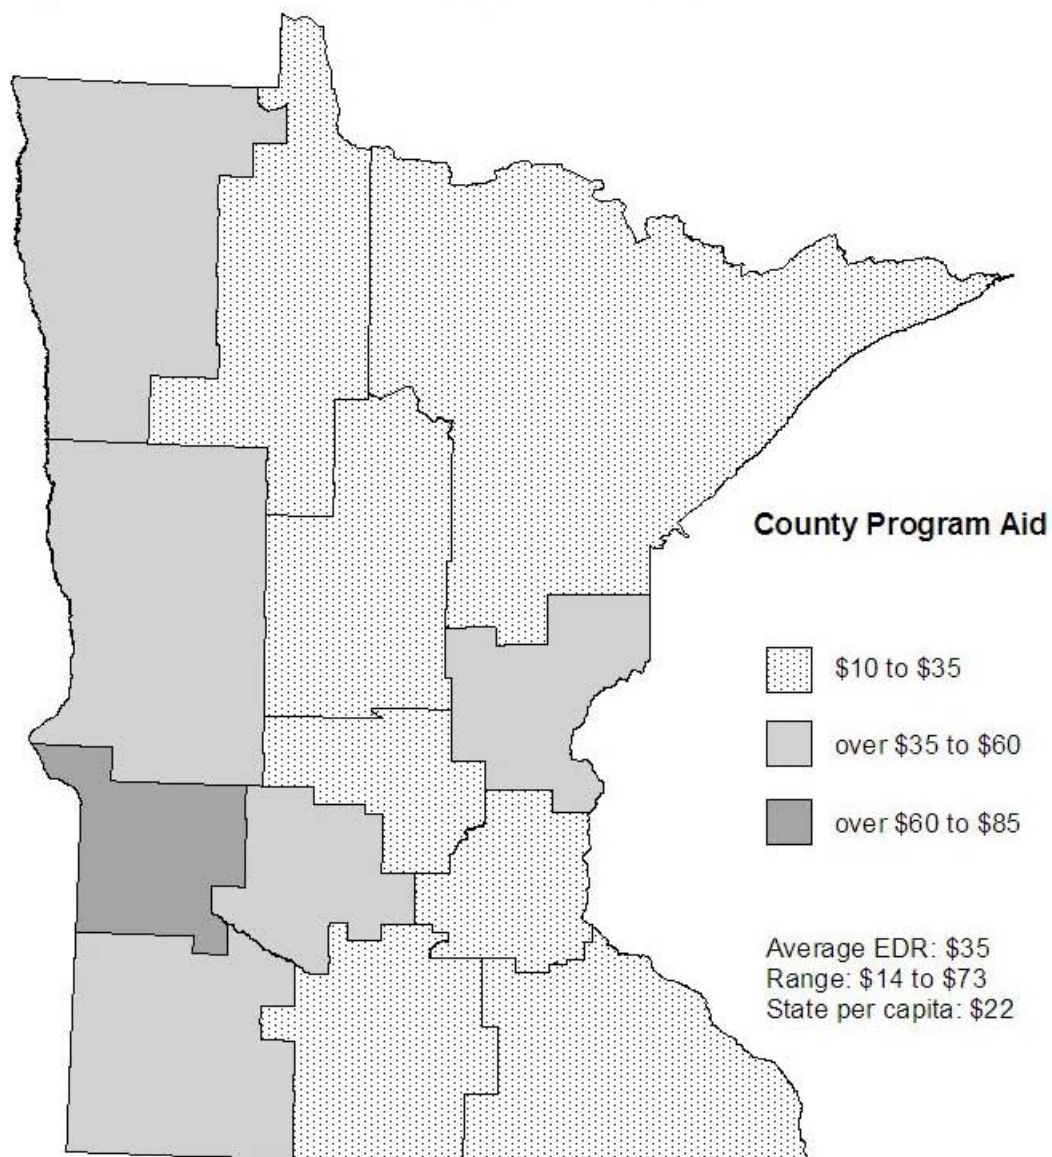 County Program Aid
$10 to $35
over $35 to $60
over $60 to $85
Average EDR: $35
Range: $14 to $73
State per capita: $22